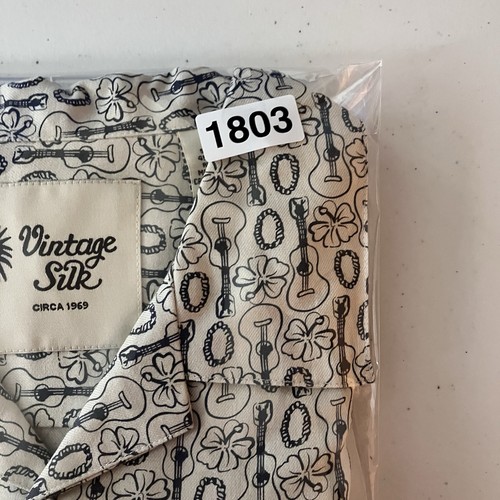 1803
Vintage
Silk
CIRCA 1969